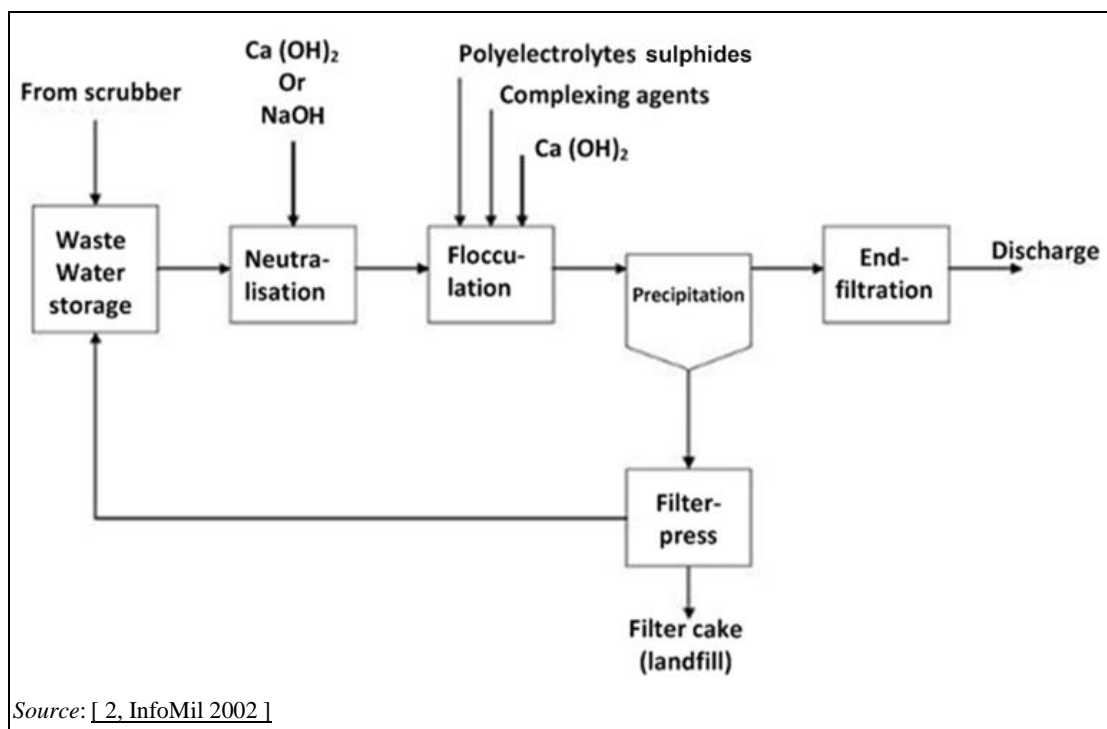 Ca (OH)₂
Or
NaOH
Polyelectrolytes sulphides
Complexing agents
Ca (OH)₂
From scrubber
Waste
Water
storage
Neutra-
lisation
Floccu-
lation
Precipitation
End-
filtration
Discharge
Filter-
press
Filter cake
(landfill)
Source: [ 2, InfoMil 2002 ]